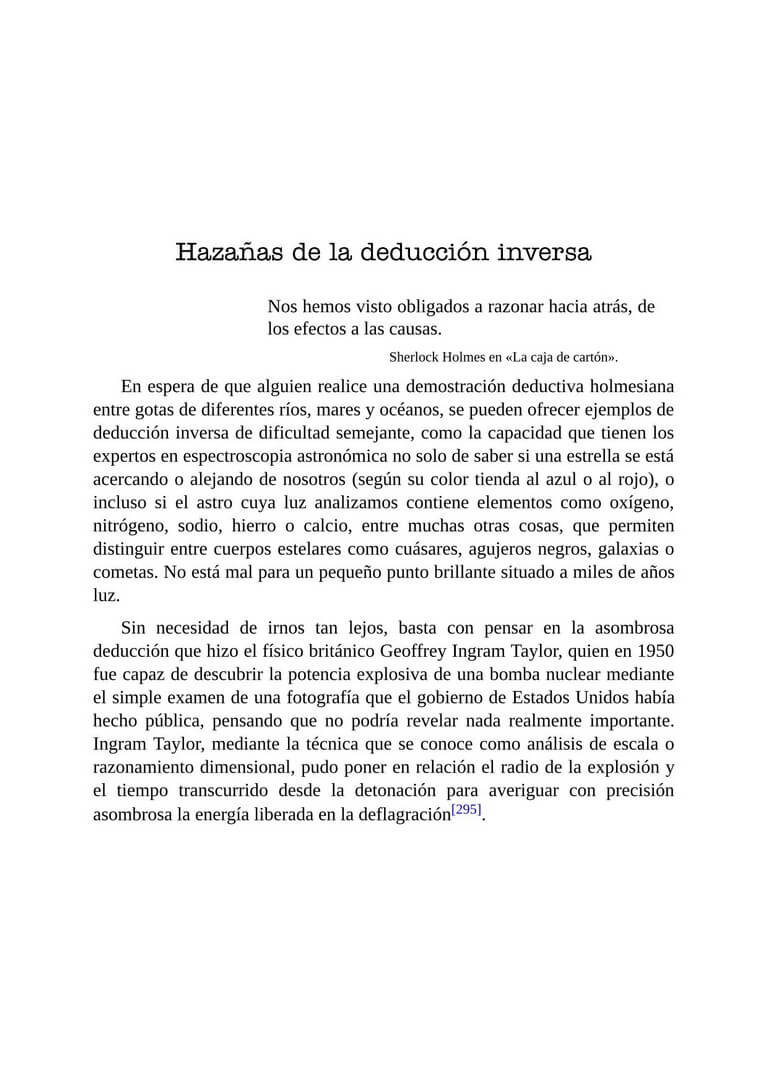 Hazañas de la deducción inversa
Nos hemos visto obligados a razonar hacia atrás, de
los efectos a las causas.
Sherlock Holmes en «La caja de cartón».
En espera de que alguien realice una demostración deductiva holmesiana
entre gotas de diferentes ríos, mares y océanos, se pueden ofrecer ejemplos de
deducción inversa de dificultad semejante, como la capacidad que tienen los
expertos en espectroscopia astronómica no solo de saber si una estrella se está
acercando o alejando de nosotros (según su color tienda al azul o al rojo), o
incluso si el astro cuya luz analizamos contiene elementos como oxígeno,
nitrógeno, sodio, hierro o calcio, entre muchas otras cosas, que permiten
distinguir entre cuerpos estelares como cuásares, agujeros negros, galaxias o
cometas. No está mal para un pequeño punto brillante situado a miles de años
luz.
Sin necesidad de irnos tan lejos, basta con pensar en la asombrosa
deducción que hizo el físico británico Geoffrey Ingram Taylor, quien en 1950
fue capaz de descubrir la potencia explosiva de una bomba nuclear mediante
el simple examen de una fotografía que el gobierno de Estados Unidos había
hecho pública, pensando que no podría revelar nada realmente importante.
Ingram Taylor, mediante la técnica que se conoce como análisis de escala o
razonamiento dimensional, pudo poner en relación el radio de la explosión y
el tiempo transcurrido desde la detonación para averiguar con precisión
asombrosa la energía liberada en la deflagración[295].